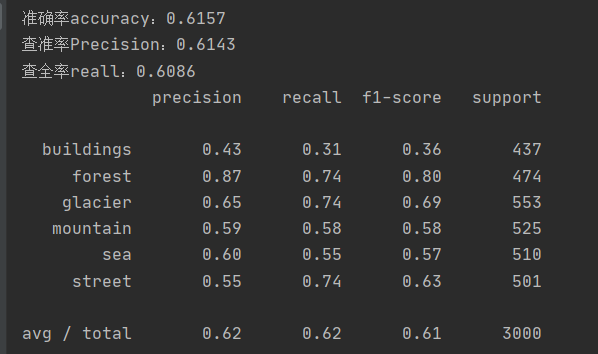 准确率accuracy：0.6157
查准率Precision：0.6143
查全率reall：0.6086
precision recall f1-score support
buildings 0.43 0.31 0.36 437
forest 0.87 0.74 0.80 474
glacier 0.65 0.74 0.69 553
mountain 0.59 0.58 0.58 525
sea 0.60 0.55 0.57 510
street 0.55 0.74 0.63 501
avg / total 0.62 0.62 0.61 3000